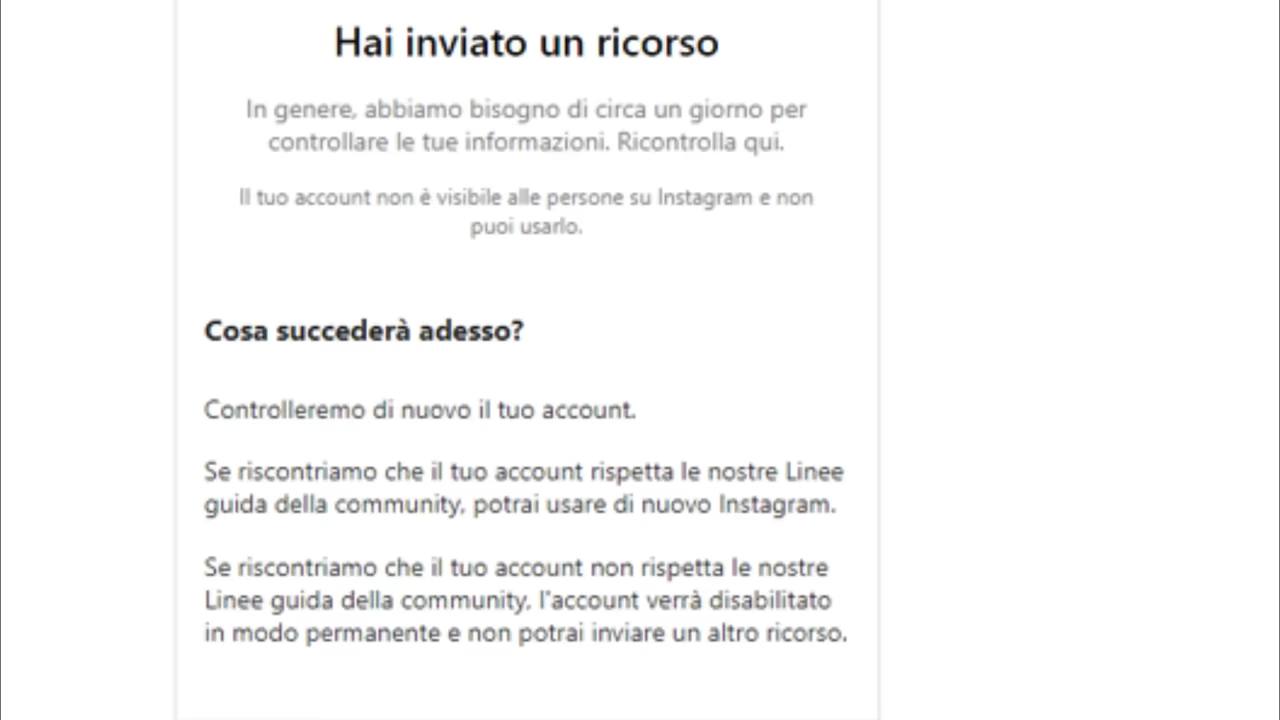 Hai inviato un ricorso
In genere, abbiamo bisogno di circa un giorno per
controllare le tue informazioni. Ricontrolla qui.
Il tuo account non è visibile alle persone su Instagram e non
puoi usarlo.
Cosa succederà adesso?
Controlleremo di nuovo il tuo account.
Se riscontriamo che il tuo account rispetta le nostre Linee
guida della community, potrai usare di nuovo Instagram.
Se riscontriamo che il tuo account non rispetta le nostre
Linee guida della community, l'account verrà disabilitato
in modo permanente e non potrai inviare un altro ricorso.